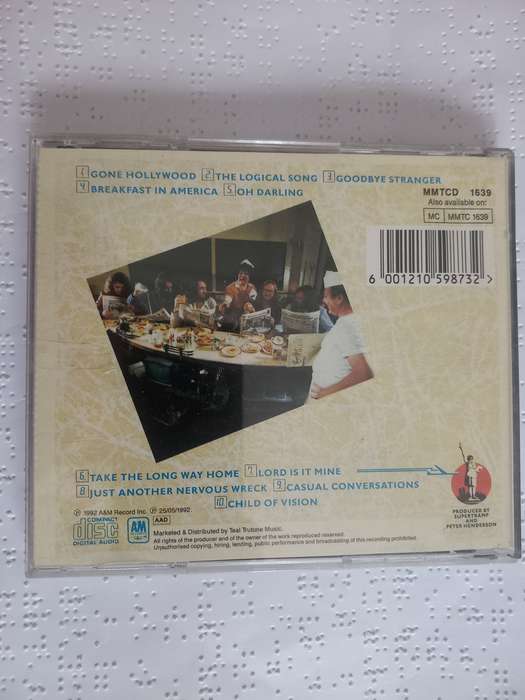 1 GONE HOLLYWOOD 2 THE LOGICAL SONG 3 GOODBYE STRANGER
4 BREAKFAST IN AMERICA 5 OH DARLING
MMTCD 1639
Also available on:
MC MMTC 1639
6 001210 598732 >
6 TAKE THE LONG WAY HOME 7 LORD IS IT MINE
8 JUST ANOTHER NERVOUS WRECK 9 CASUAL CONVERSATIONS
10 CHILD OF VISION
PRODUCED BY
SUPERTRAMP
AND
PETER HENDERSON
℗ 1992 A&M Record Inc. ℗ 25/05/1992
COMPACT
disc
DIGITAL AUDIO
A&M
AAD
Marketed & Distributed by Teal Trutone Music.
All rights of the producer and of the owner of the work reproduced reserved.
Unauthorised copying, hiring, lending, public performance and broadcasting of this recording prohibited.